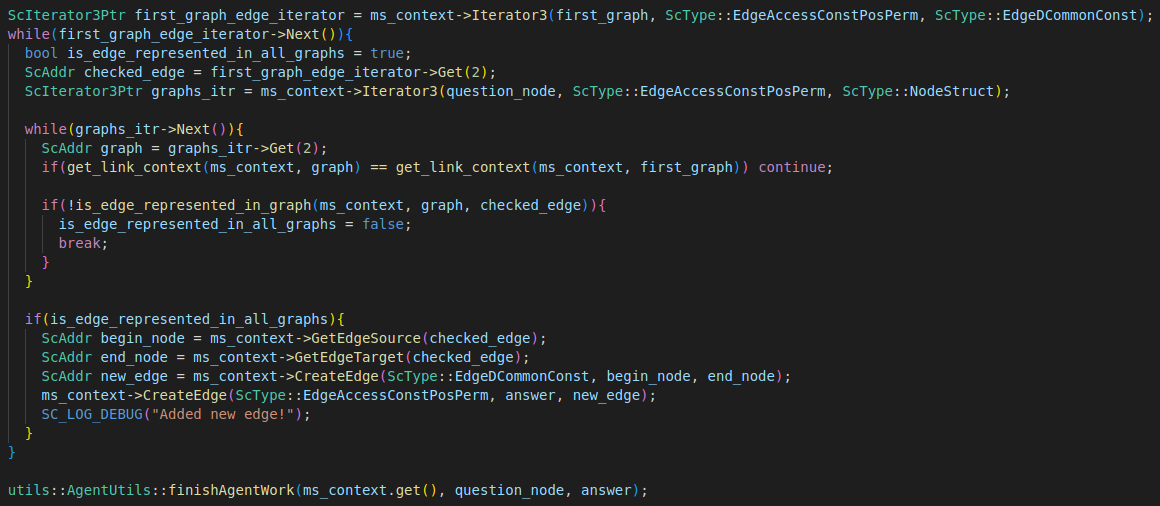 ScIterator3Ptr first_graph_edge_iterator = ms_context->Iterator3(first_graph, ScType::EdgeAccessConstPosPerm, ScType::EdgeDCommonConst);
while(first_graph_edge_iterator->Next()){
  bool is_edge_represented_in_all_graphs = true;
  ScAddr checked_edge = first_graph_edge_iterator->Get(2);
  ScIterator3Ptr graphs_itr = ms_context->Iterator3(question_node, ScType::EdgeAccessConstPosPerm, ScType::NodeStruct);

  while(graphs_itr->Next()){
    ScAddr graph = graphs_itr->Get(2);
    if(get_link_context(ms_context, graph) == get_link_context(ms_context, first_graph)) continue;

    if(!is_edge_represented_in_graph(ms_context, graph, checked_edge)){
      is_edge_represented_in_all_graphs = false;
      break;
    }
  }

  if(is_edge_represented_in_all_graphs){
    ScAddr begin_node = ms_context->GetEdgeSource(checked_edge);
    ScAddr end_node = ms_context->GetEdgeTarget(checked_edge);
    ScAddr new_edge = ms_context->CreateEdge(ScType::EdgeDCommonConst, begin_node, end_node);
    ms_context->CreateEdge(ScType::EdgeAccessConstPosPerm, answer, new_edge);
    SC_LOG_DEBUG("Added new edge!");
  }
}

utils::AgentUtils::finishAgentWork(ms_context.get(), question_node, answer);